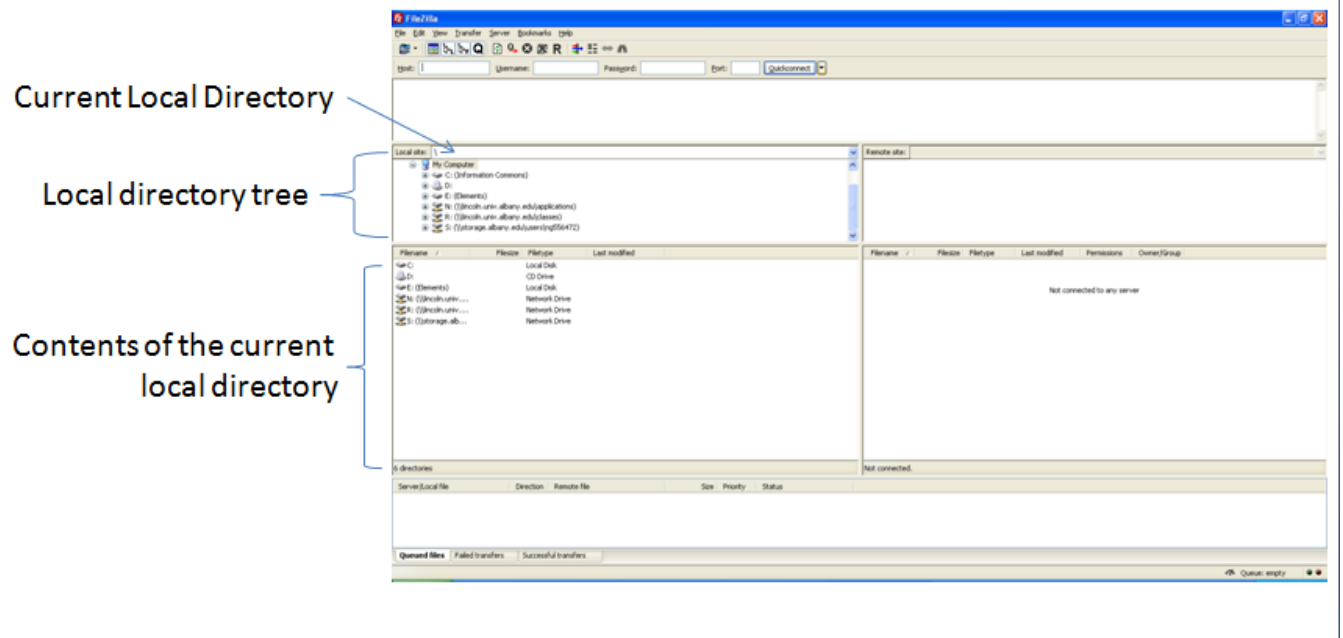 FileZilla
File Edit View Transfer Server Bookmarks Help
Host: Username: Password: Port: Quickconnect
Current Local Directory
Local site: \ Remote site:
My Computer
C: (Information Commons)
D:
E: (Elements)
N: (\\lincoln.univ.albany.edu\applications)
R: (\\lincoln.univ.albany.edu\classes)
S: (\\storage.albany.edu\users\ng556472)
Local directory tree
Filename / Filesize Filetype Last modified Filename / Filesize Filetype Last modified Permissions Owner/Group
C: Local Disk
D: CD Drive
E: (Elements) Local Disk
N: (\\lincoln.univ.... Network Drive
R: (\\lincoln.univ.... Network Drive
S: (\\storage.alb... Network Drive
Not connected to any server
Contents of the current
local directory
6 directories Not connected.
Server/Local file Direction Remote file Size Priority Status
Queued files Failed transfers Successful transfers
Queue: empty